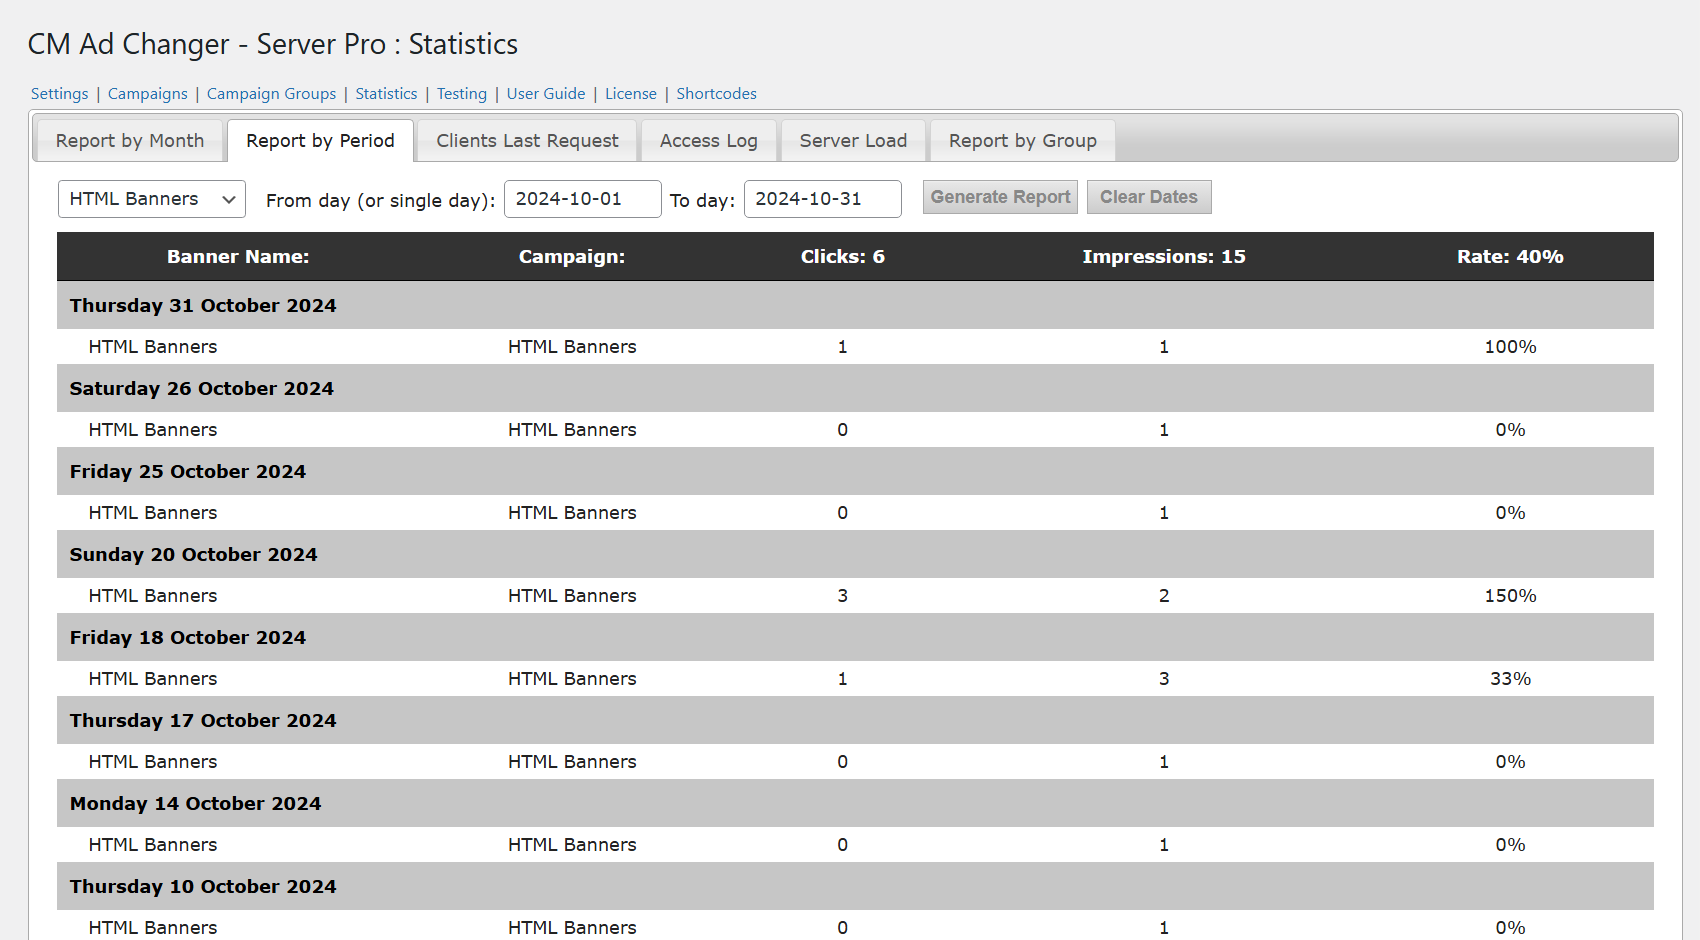 CM Ad Changer - Server Pro : Statistics
Settings | Campaigns | Campaign Groups | Statistics | Testing | User Guide | License | Shortcodes
Report by Month Report by Period Clients Last Request Access Log Server Load Report by Group
HTML Banners From day (or single day): 2024-10-01 To day: 2024-10-31 Generate Report Clear Dates
Banner Name: Campaign: Clicks: 6 Impressions: 15 Rate: 40%
Thursday 31 October 2024
HTML Banners HTML Banners 1 1 100%
Saturday 26 October 2024
HTML Banners HTML Banners 0 1 0%
Friday 25 October 2024
HTML Banners HTML Banners 0 1 0%
Sunday 20 October 2024
HTML Banners HTML Banners 3 2 150%
Friday 18 October 2024
HTML Banners HTML Banners 1 3 33%
Thursday 17 October 2024
HTML Banners HTML Banners 0 1 0%
Monday 14 October 2024
HTML Banners HTML Banners 0 1 0%
Thursday 10 October 2024
HTML Banners HTML Banners 0 1 0%